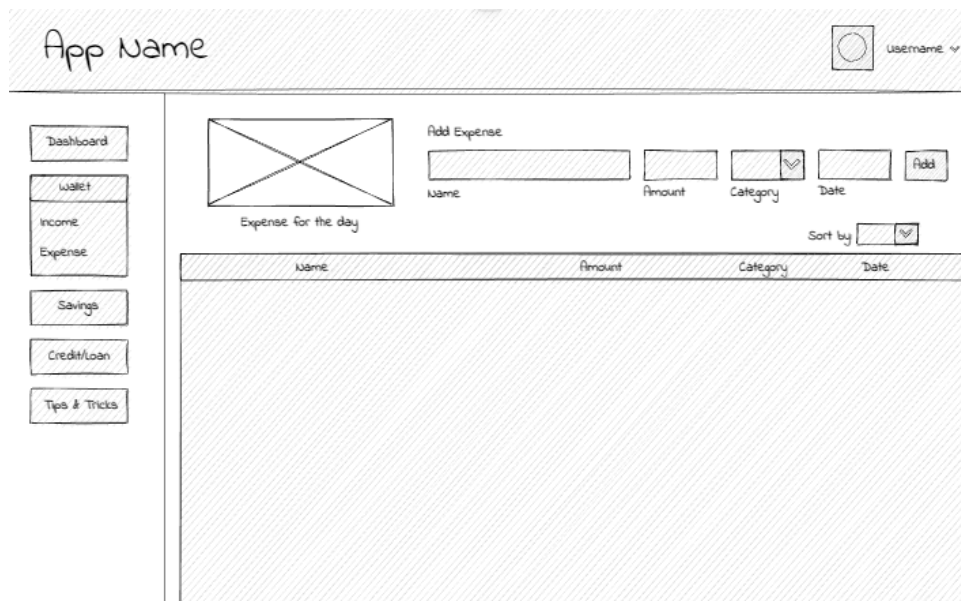 App Name
Username
Dashboard
Wallet
Income
Expense
Savings
Credit/Loan
Tips & Tricks
Expense for the day
Add Expense
Name
Amount
Category
Date
Add
Sort by
Name Amount Category Date